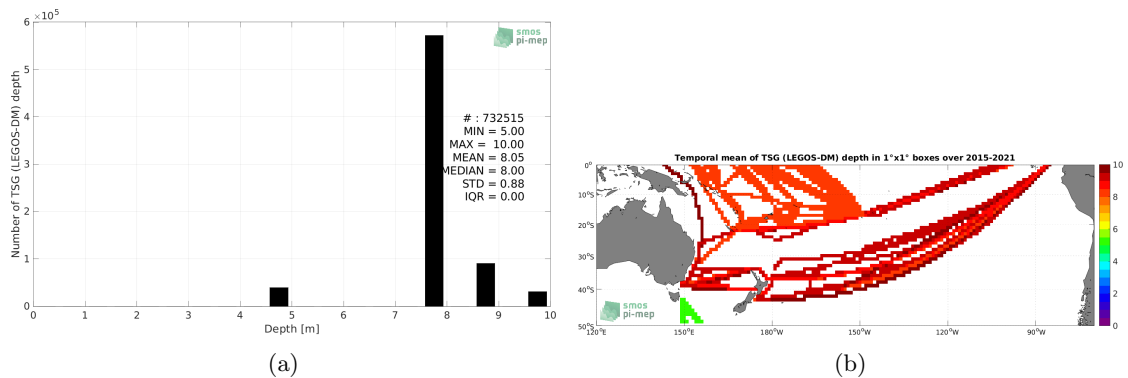 ×10⁵
6
5
4
3
2
1
0
Number of TSG (LEGOS-DM) depth
smos
pi-mep
# : 732515
MIN = 5.00
MAX = 10.00
MEAN = 8.05
MEDIAN = 8.00
STD = 0.88
IQR = 0.00
0 1 2 3 4 5 6 7 8 9 10
Depth [m]
(a)
Temporal mean of TSG (LEGOS-DM) depth in 1°x1° boxes over 2015-2021
0°
10°S
20°S
30°S
40°S
50°S
120°E 150°E 180°W 150°W 120°W 90°W
smos
pi-mep
10
8
6
4
2
0
(b)